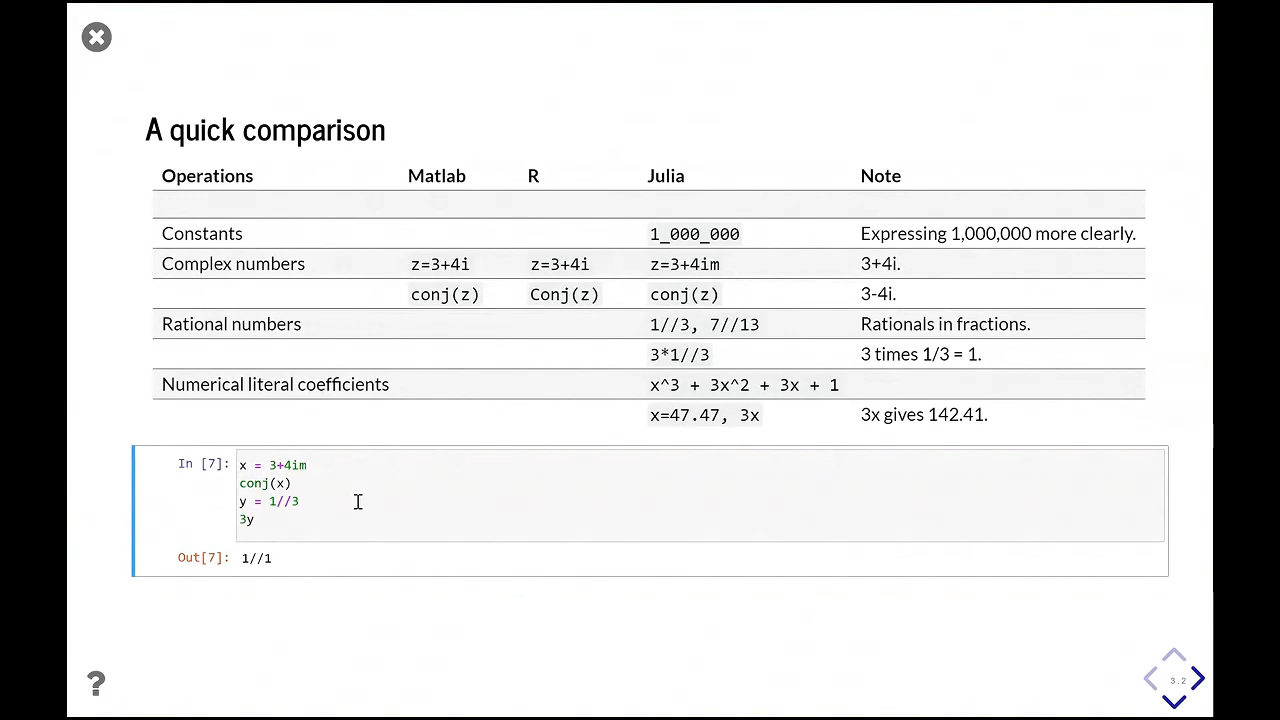 A quick comparison
Operations Matlab R Julia Note
Constants 1_000_000 Expressing 1,000,000 more clearly.
Complex numbers z=3+4i z=3+4i z=3+4im 3+4i.
conj(z) Conj(z) conj(z) 3-4i.
Rational numbers 1//3, 7//13 Rationals in fractions.
3*1//3 3 times 1/3 = 1.
Numerical literal coefficients x^3 + 3x^2 + 3x + 1
x=47.47, 3x 3x gives 142.41.
In [7]: x = 3+4im
conj(x)
y = 1//3
3y
Out[7]: 1//1
?
3.2